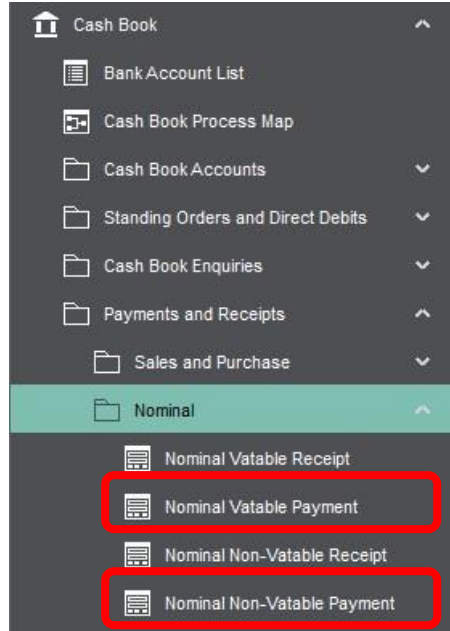 Cash Book
Bank Account List
Cash Book Process Map
Cash Book Accounts
Standing Orders and Direct Debits
Cash Book Enquiries
Payments and Receipts
Sales and Purchase
Nominal
Nominal Vatable Receipt
Nominal Vatable Payment
Nominal Non-Vatable Receipt
Nominal Non-Vatable Payment